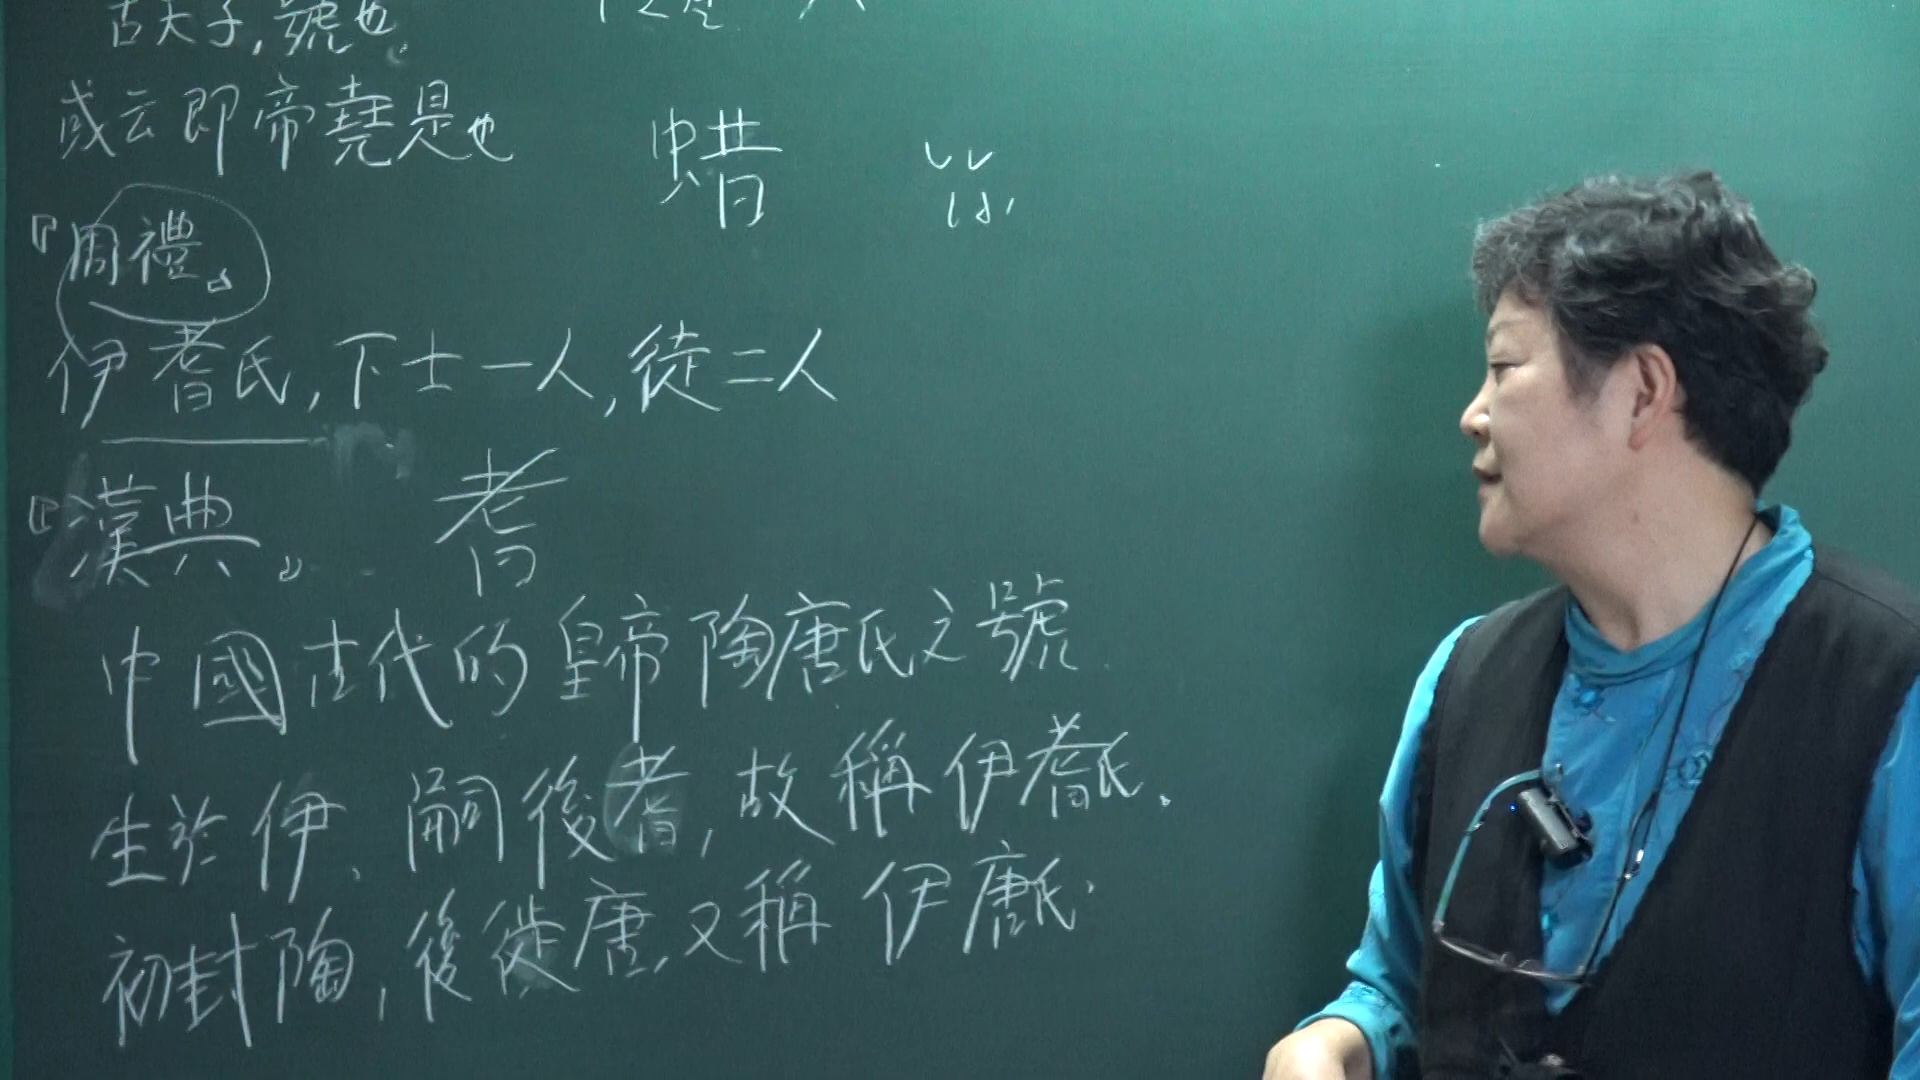 古天子,號也。
或云即帝堯是也
蜡
『周禮』
伊耆氏,下士一人,徒二人
『漢典』 耆
中國古代的皇帝陶唐氏之號
生於伊、嗣後耆,故稱伊耆氏。
初封陶,後徙唐,又稱伊唐氏.